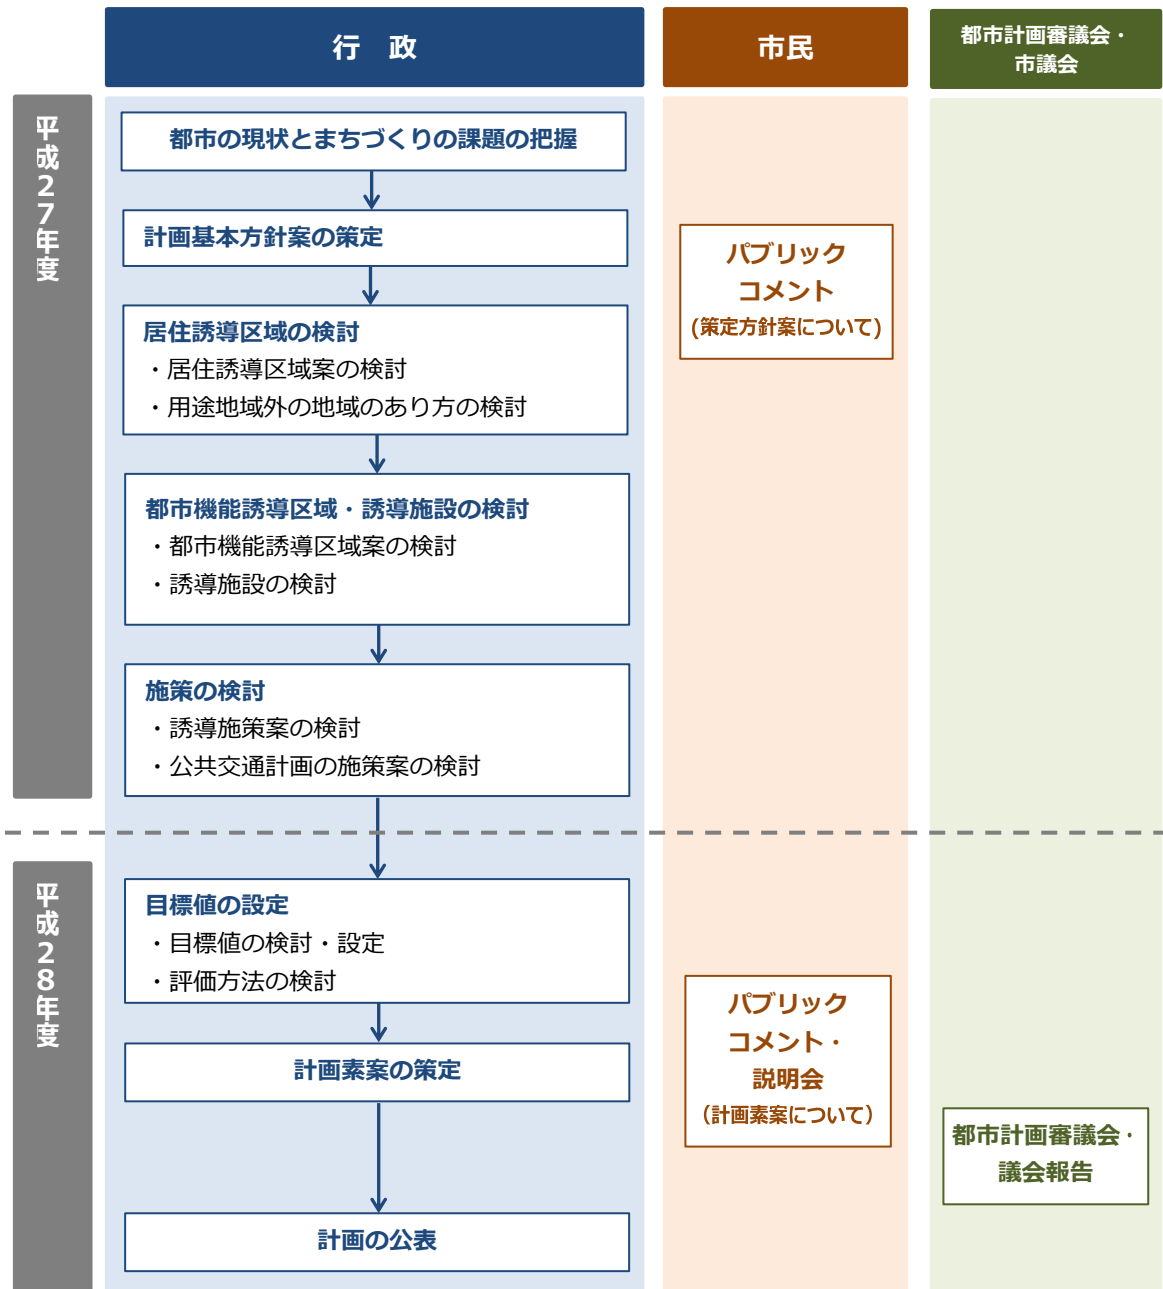 行　政
市民
都市計画審議会・
市議会
平成２７年度
都市の現状とまちづくりの課題の把握
計画基本方針案の策定
パブリック
コメント
(策定方針案について)
居住誘導区域の検討
・居住誘導区域案の検討
・用途地域外の地域のあり方の検討
都市機能誘導区域・誘導施設の検討
・都市機能誘導区域案の検討
・誘導施設の検討
施策の検討
・誘導施策案の検討
・公共交通計画の施策案の検討
平成２８年度
目標値の設定
・目標値の検討・設定
・評価方法の検討
計画素案の策定
パブリック
コメント・
説明会
（計画素案について）
都市計画審議会・
議会報告
計画の公表